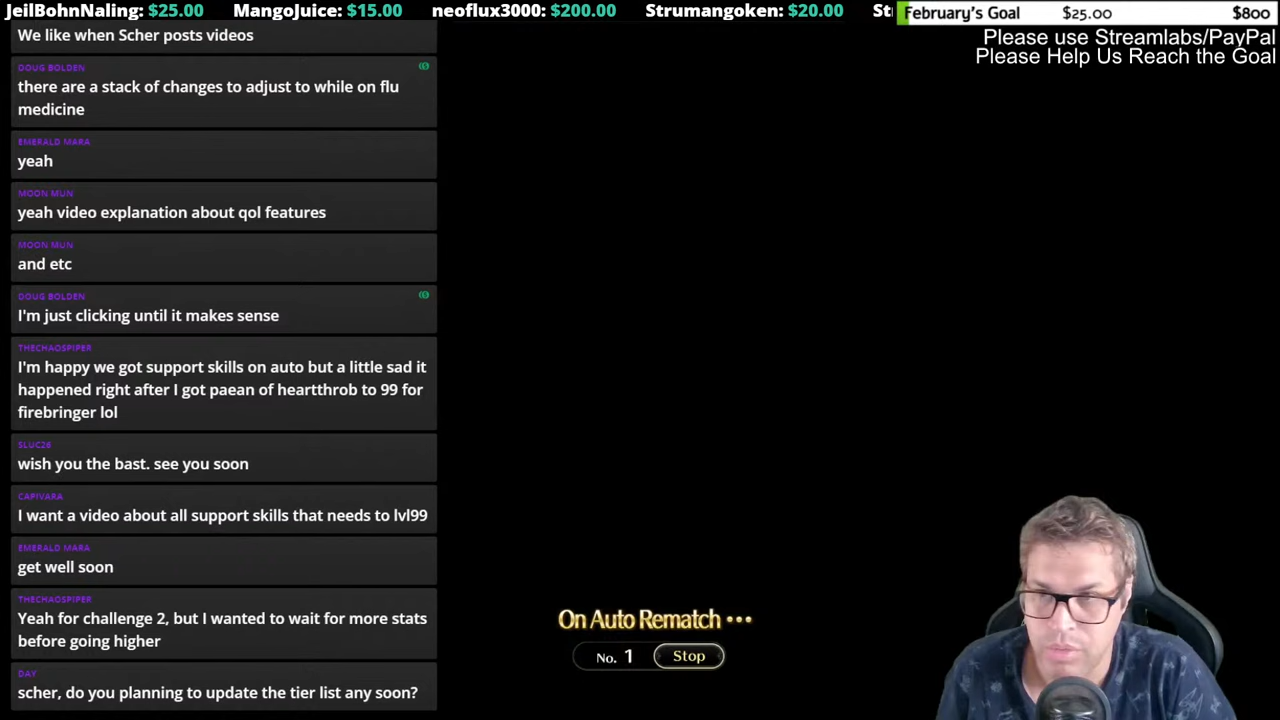 JeilBohnNaling: $25.00 MangoJuice: $15.00 neoflux3000: $200.00 Strumangoken: $20.00 St
February's Goal $25.00 $800
Please use Streamlabs/PayPal
Please Help Us Reach the Goal
We like when Scher posts videos
DOUG BOLDEN
there are a stack of changes to adjust to while on flu
medicine
EMERALD MARA
yeah
MOON MUN
yeah video explanation about qol features
MOON MUN
and etc
DOUG BOLDEN
I'm just clicking until it makes sense
THECHAOSP!PER
I'm happy we got support skills on auto but a little sad it
happened right after I got paean of heartthrob to 99 for
firebringer lol
SLUC26
wish you the bast. see you soon
CAPIVARA
I want a video about all support skills that needs to lvl99
EMERALD MARA
get well soon
THECHAOSP!PER
Yeah for challenge 2, but I wanted to wait for more stats
before going higher
DAY
scher, do you planning to update the tier list any soon?
On Auto Rematch •••
No. 1 Stop